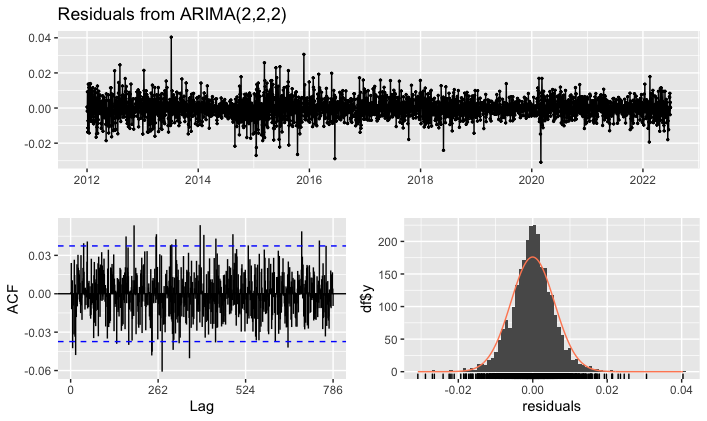 Residuals from ARIMA(2,2,2)
0.04
0.02
0.00
-0.02
2012 2014 2016 2018 2020 2022
ACF
0.03
0.00
-0.03
-0.06
0 262 524 786
Lag
df$y
200
150
100
50
0
-0.02 0.00 0.02 0.04
residuals